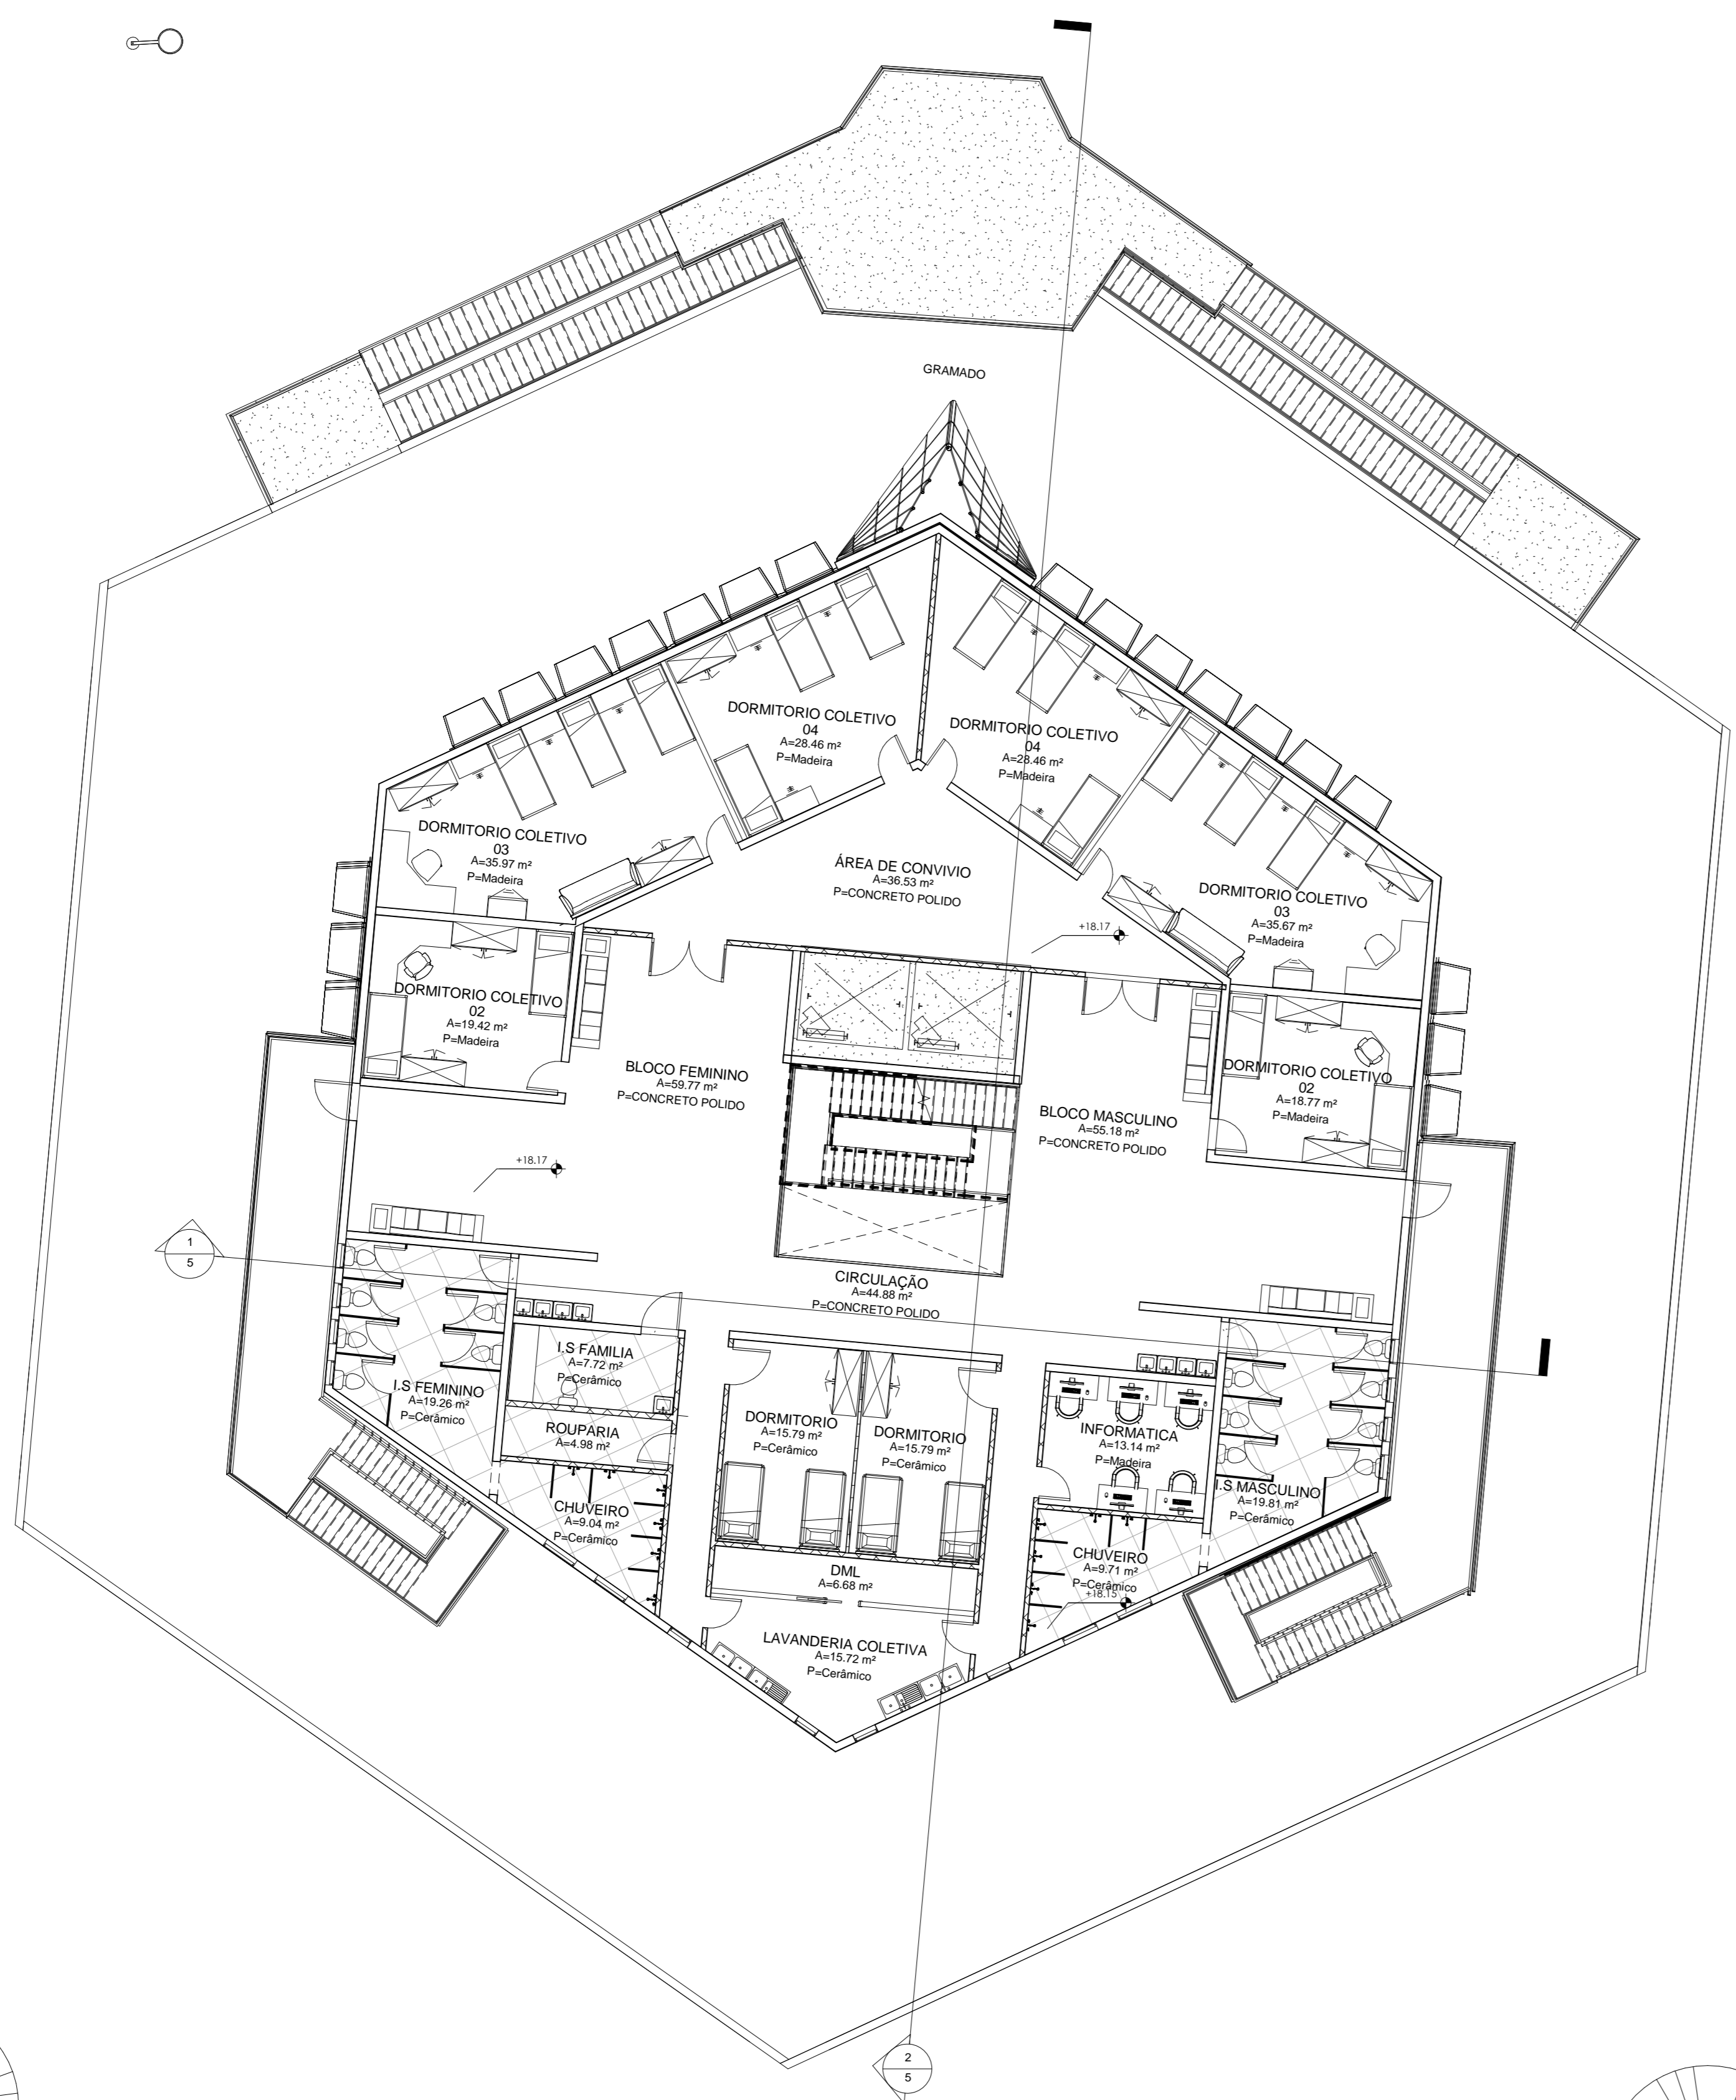 GRAMADO
DORMITORIO COLETIVO
04
A=28.46 m²
P=Madeira
DORMITORIO COLETIVO
04
A=28.46 m²
P=Madeira
DORMITORIO COLETIVO
03
A=35.97 m²
P=Madeira
ÁREA DE CONVIVIO
A=36.53 m²
P=CONCRETO POLIDO
DORMITORIO COLETIVO
03
A=35.67 m²
P=Madeira
+18.17
DORMITORIO COLETIVO
02
A=19.42 m²
P=Madeira
BLOCO FEMININO
A=59.77 m²
P=CONCRETO POLIDO
DORMITORIO COLETIVO
02
A=18.77 m²
P=Madeira
BLOCO MASCULINO
A=55.18 m²
P=CONCRETO POLIDO
+18.17
1
5
CIRCULAÇÃO
A=44.88 m²
P=CONCRETO POLIDO
I.S FAMILIA
A=7.72 m²
P=Cerâmico
I.S FEMININO
A=19.26 m²
P=Cerâmico
ROUPARIA
A=4.98 m²
DORMITORIO
A=15.79 m²
P=Cerâmico
DORMITORIO
A=15.79 m²
P=Cerâmico
INFORMATICA
A=13.14 m²
P=Madeira
I.S MASCULINO
A=19.81 m²
P=Cerâmico
CHUVEIRO
A=9.04 m²
P=Cerâmico
CHUVEIRO
A=9.71 m²
P=Cerâmico
+18.15
DML
A=6.68 m²
LAVANDERIA COLETIVA
A=15.72 m²
P=Cerâmico
2
5